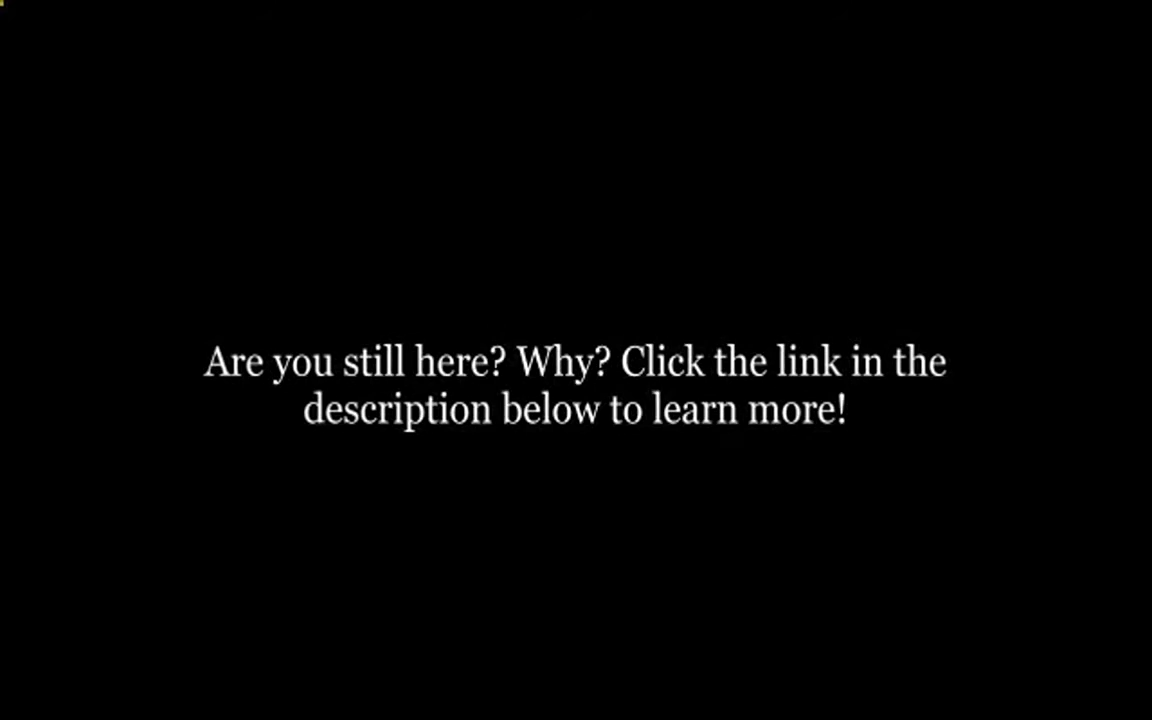 Are you still here? Why? Click the link in the
description below to learn more!